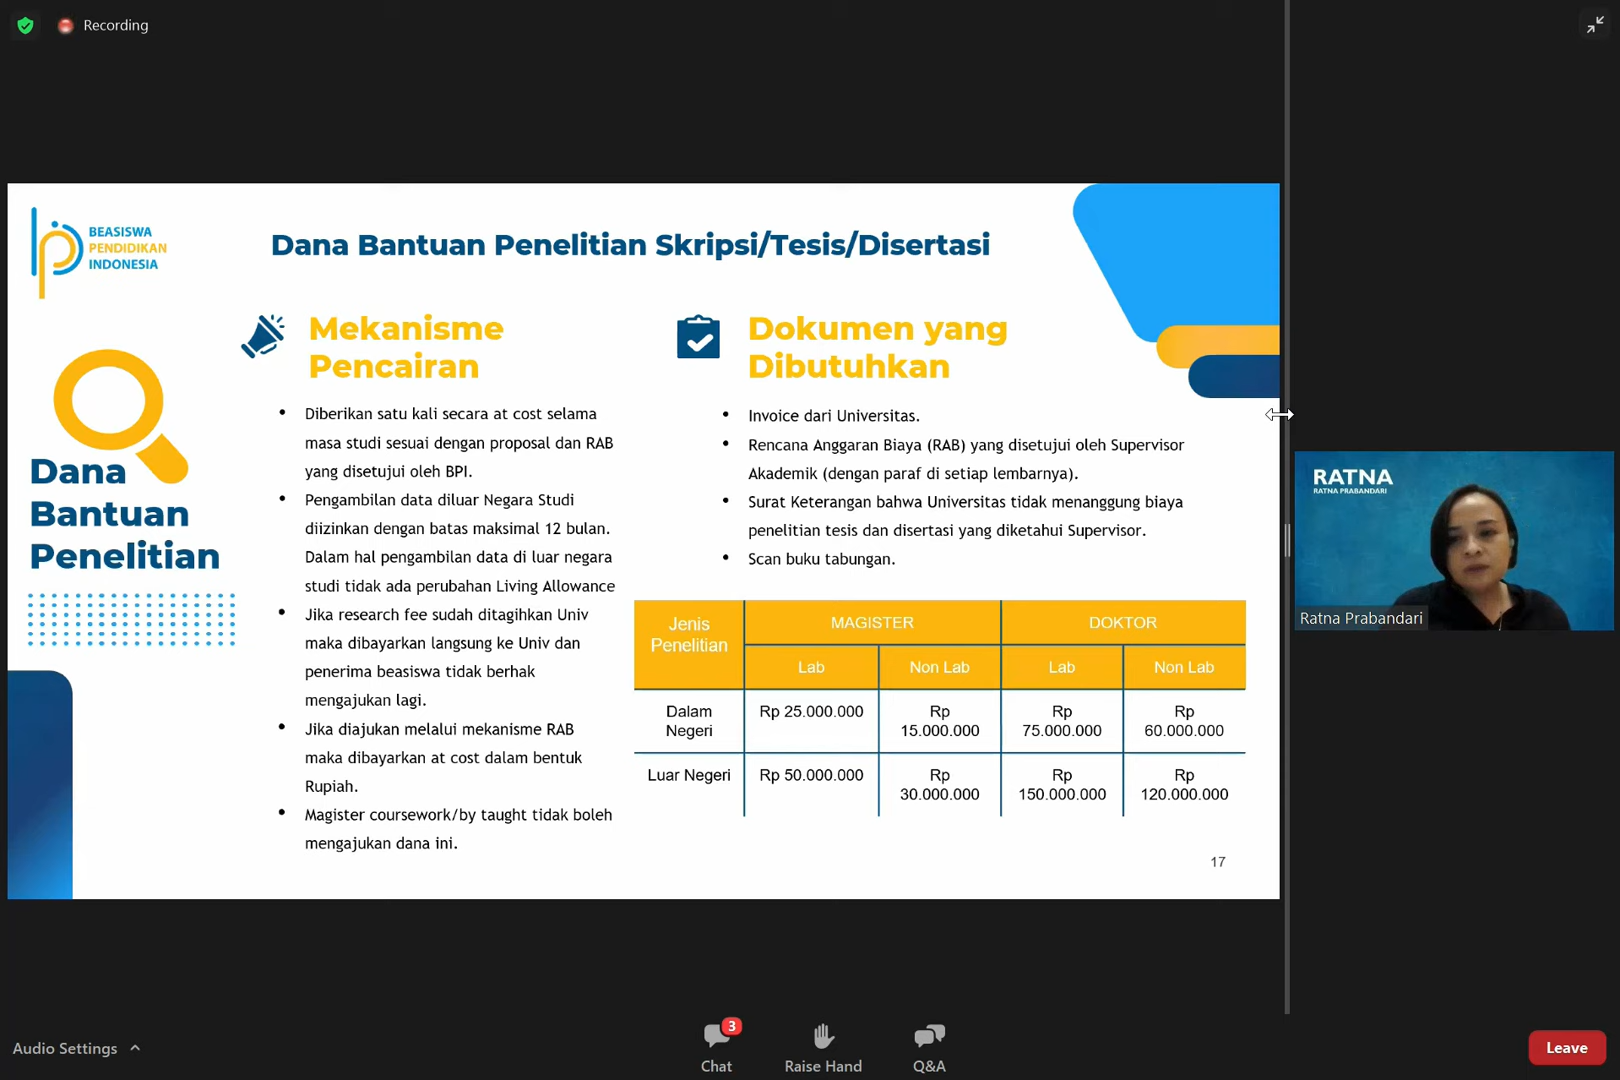 Recording
BEASISWA
PENDIDIKAN
INDONESIA
Dana Bantuan Penelitian Skripsi/Tesis/Disertasi
Dana
Bantuan
Penelitian
Mekanisme
Pencairan
• Diberikan satu kali secara at cost selama
masa studi sesuai dengan proposal dan RAB
yang disetujui oleh BPI.
• Pengambilan data diluar Negara Studi
diizinkan dengan batas maksimal 12 bulan.
Dalam hal pengambilan data di luar negara
studi tidak ada perubahan Living Allowance
• Jika research fee sudah ditagihkan Univ
maka dibayarkan langsung ke Univ dan
penerima beasiswa tidak berhak
mengajukan lagi.
• Jika diajukan melalui mekanisme RAB
maka dibayarkan at cost dalam bentuk
Rupiah.
• Magister coursework/by taught tidak boleh
mengajukan dana ini.
Dokumen yang
Dibutuhkan
• Invoice dari Universitas.
• Rencana Anggaran Biaya (RAB) yang disetujui oleh Supervisor
Akademik (dengan paraf di setiap lembarnya).
• Surat Keterangan bahwa Universitas tidak menanggung biaya
penelitian tesis dan disertasi yang diketahui Supervisor.
• Scan buku tabungan.
Jenis Penelitian MAGISTER DOKTOR
Lab Non Lab Lab Non Lab
Dalam Negeri Rp 25.000.000 Rp 15.000.000 Rp 75.000.000 Rp 60.000.000
Luar Negeri Rp 50.000.000 Rp 30.000.000 Rp 150.000.000 Rp 120.000.000
17
RATNA
RATNA PRABANDARI
Ratna Prabandari
Audio Settings
3
Chat
Raise Hand
Q&A
Leave